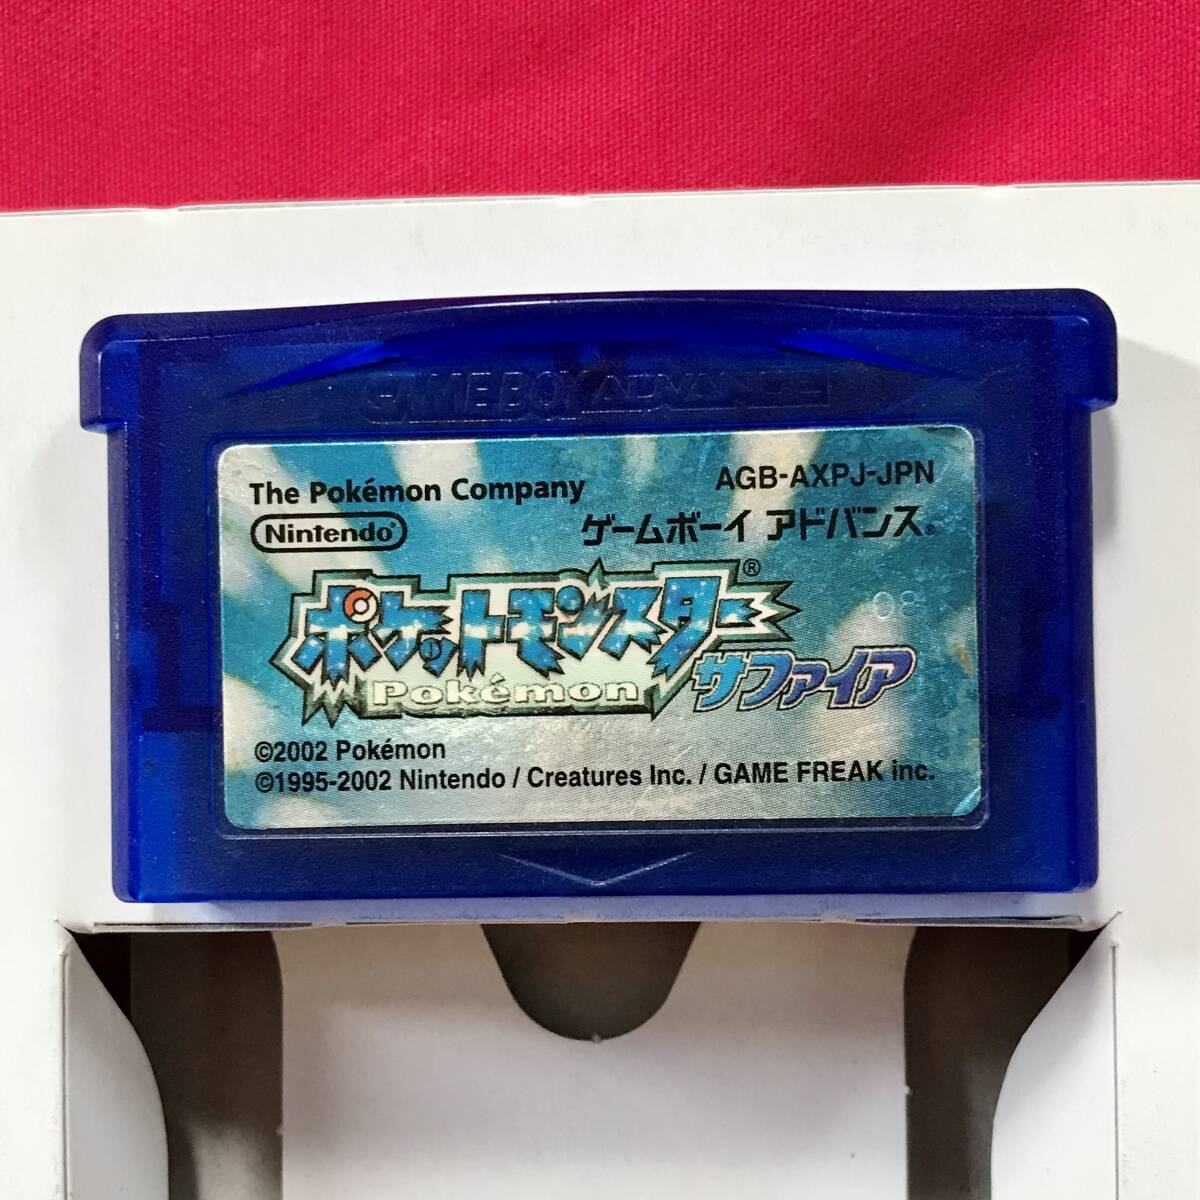 GAME BOY ADVANCE
The Pokémon Company
AGB-AXPJ-JPN
Nintendo®
ゲームボーイ アドバンス®
ポケットモンスター®
08
Pokémon
サファイア
©2002 Pokémon
©1995-2002 Nintendo / Creatures Inc. / GAME FREAK inc.